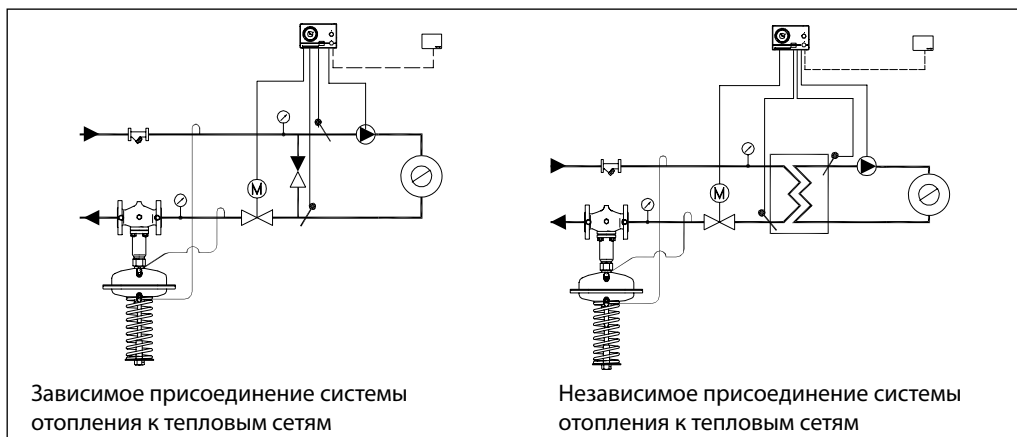 M
M
Зависимое присоединение системы
отопления к тепловым сетям
Независимое присоединение системы
отопления к тепловым сетям